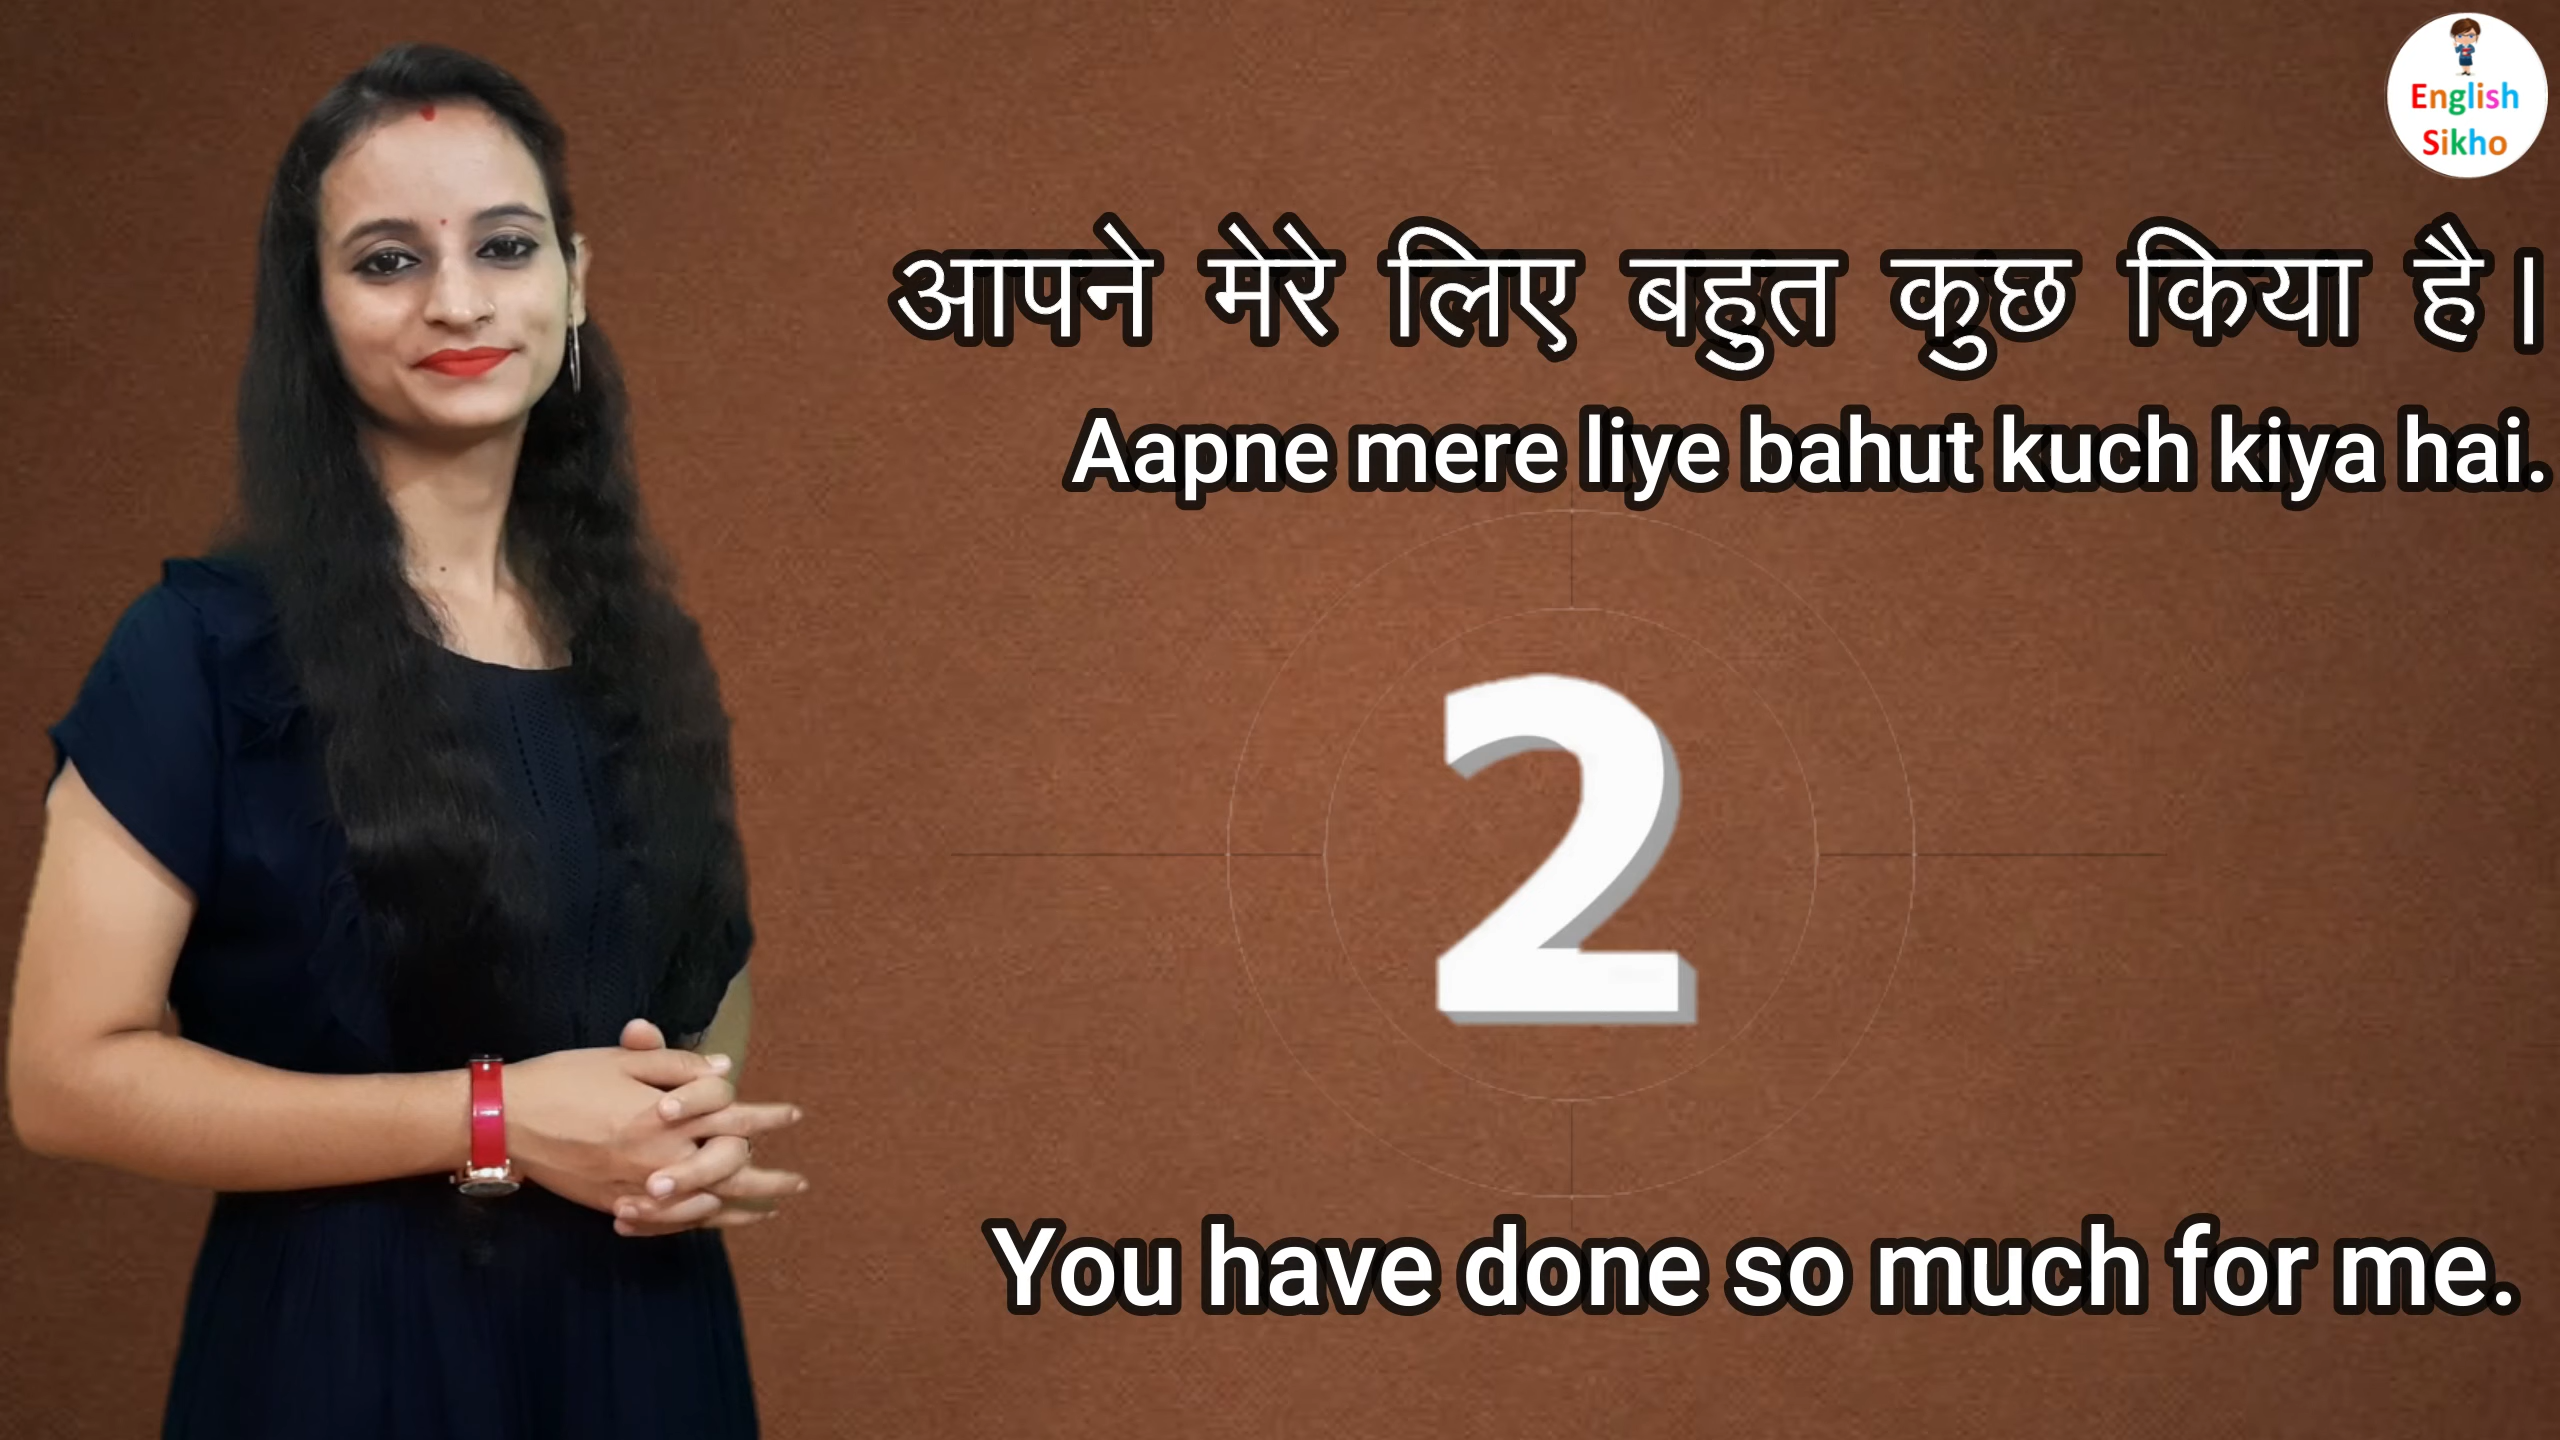 English
Sikho
आपने मेरे लिए बहुत कुछ किया है।
Aapne mere liye bahut kuch kiya hai.
2
You have done so much for me.